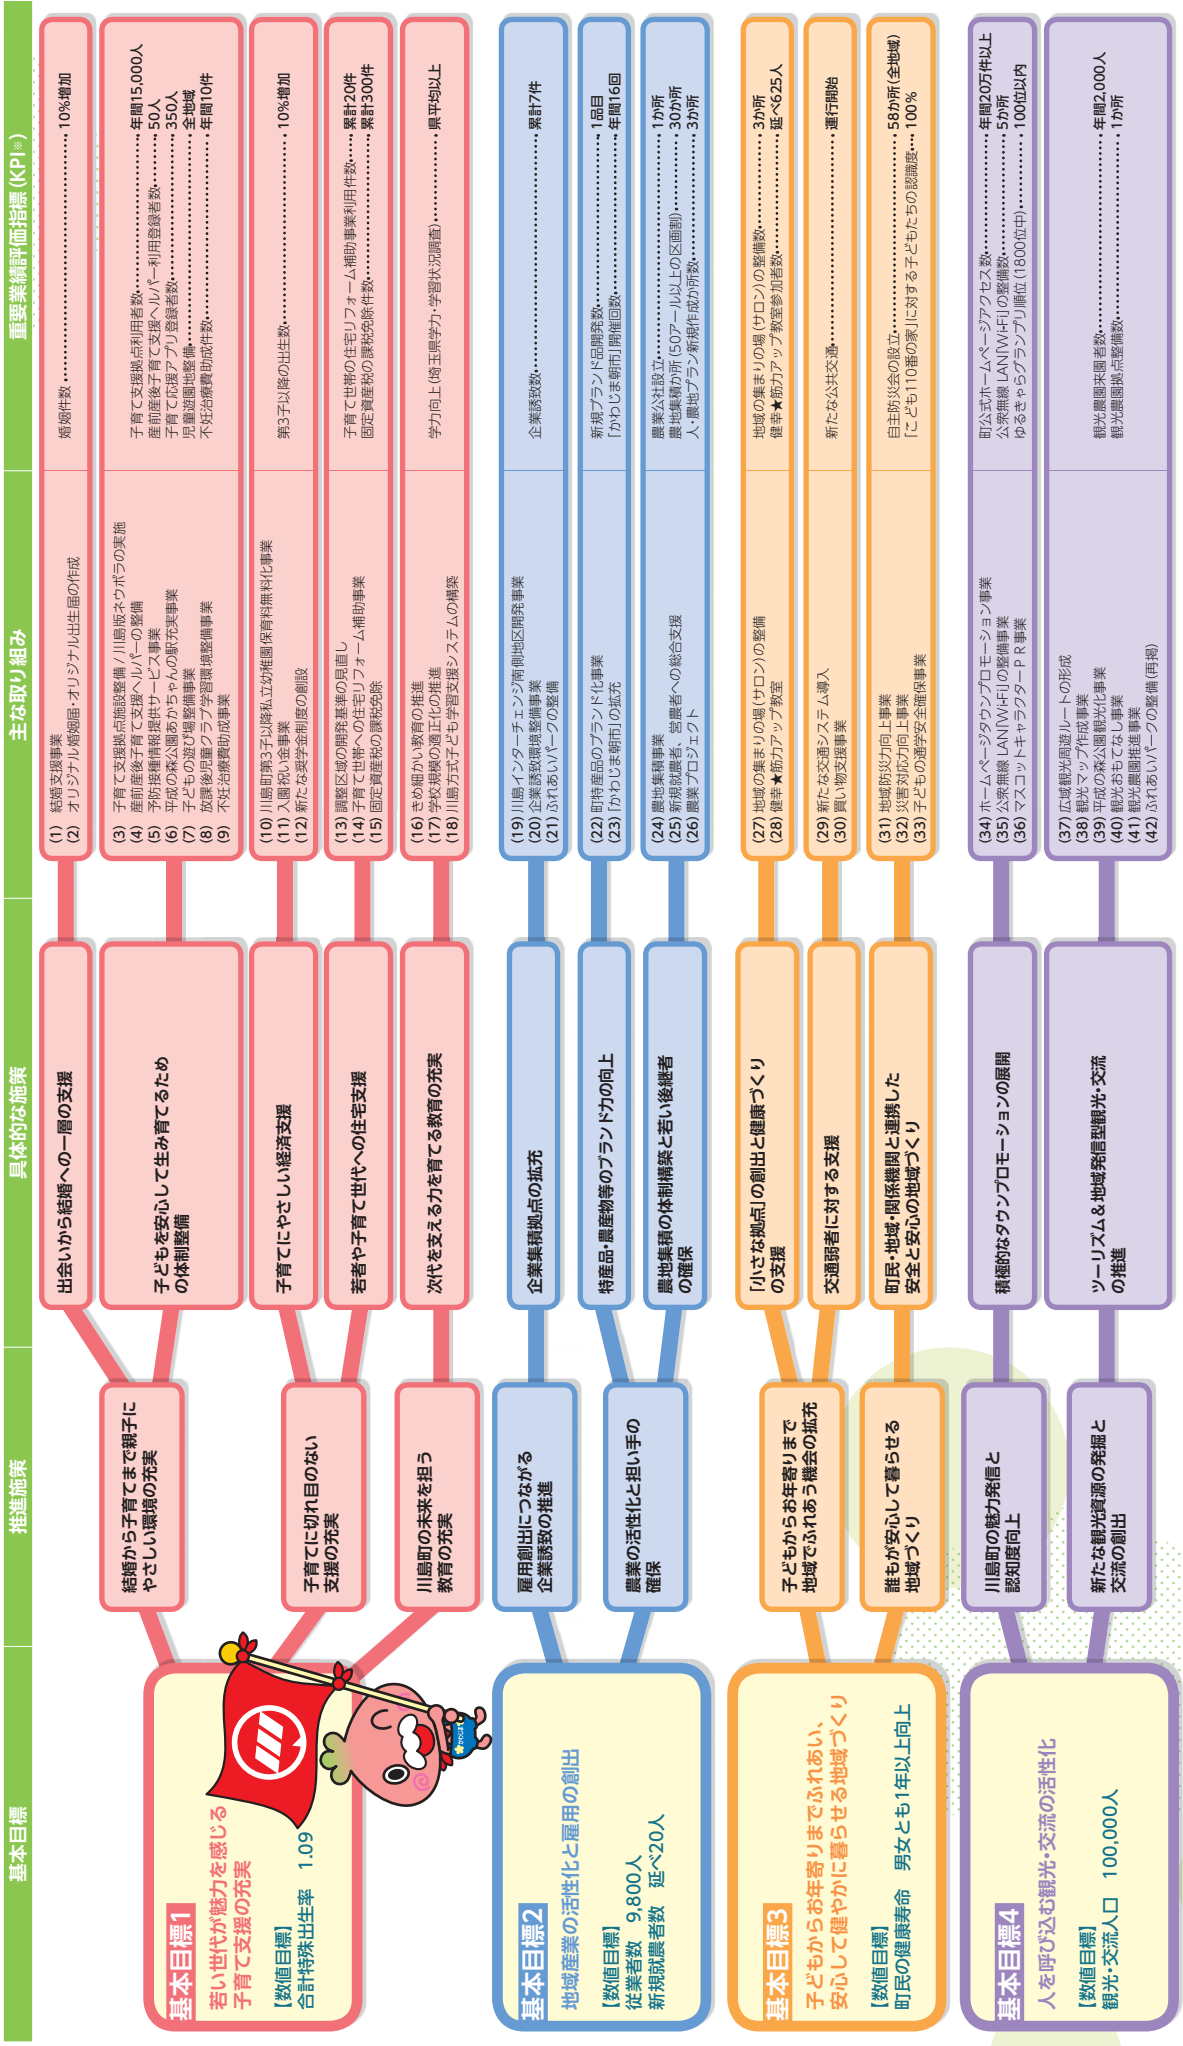 基本目標
推進施策
具体的な施策
主な取り組み
重要業績評価指標(KPI※)
基本目標1
若い世代が魅力を感じる
子育て支援の充実
【数値目標】
合計特殊出生率 1.09
かわじま
結婚から子育てまで親子に
やさしい環境の充実
子育てに切れ目のない
支援の充実
川島町の未来を担う
教育の充実
出会いから結婚への一層の支援
(1) 結婚支援事業
(2) オリジナル婚姻届・オリジナル出生届の作成
婚姻件数 10%増加
子どもを安心して生み育てるため
の体制整備
(3) 子育て支援拠点施設整備 / 川島版ネウボラの実施
(4) 産前産後子育て支援ヘルパーの整備
(5) 予防接種情報提供サービス事業
(6) 平成の森公園あかちゃんの駅充実事業
(7) 子どもの遊び場整備事業
(8) 放課後児童クラブ学習環境整備事業
(9) 不妊治療費助成事業
子育て支援拠点利用者数 年間15,000人
産前産後子育て支援ヘルパー利用登録者数 50人
子育て応援アプリ登録者数 350人
児童遊園地整備 全地域
不妊治療費助成件数 年間10件
子育てにやさしい経済支援
(10) 川島町第3子以降私立幼稚園保育料無料化事業
(11) 入園祝い金事業
(12) 新たな奨学金制度の創設
第3子以降の出生数 10%増加
若者や子育て世代への住宅支援
(13) 調整区域の開発基準の見直し
(14) 子育て世帯への住宅リフォーム補助事業
(15) 固定資産税の課税免除
子育て世帯の住宅リフォーム補助事業利用件数 累計20件
固定資産税の課税免除件数 累計300件
次代を支える力を育てる教育の充実
(16) きめ細かい教育の推進
(17) 学校規模の適正化の推進
(18) 川島方式子ども学習支援システムの構築
学力向上(埼玉県学力・学習状況調査) 県平均以上
基本目標2
地域産業の活性化と雇用の創出
【数値目標】
従業者数 9,800人
新規就農者数 延べ20人
雇用創出につながる
企業誘致の推進
農業の活性化と担い手の
確保
企業集積拠点の拡充
(19) 川島インターチェンジ南側地区開発事業
(20) 企業誘致環境整備事業
(21) ふれあいパークの整備
企業誘致数 累計7件
特産品・農産物等のブランド力の向上
(22) 町特産品のブランド化事業
(23) 「かわじま朝市」の拡充
新規ブランド品開発数 1品目
「かわじま朝市」開催回数 年間16回
農地集積の体制構築と若い後継者
の確保
(24) 農地集積事業
(25) 新規就農者、営農者への総合支援
(26) 農業プロジェクト
農業公社設立 1か所
農地集積か所(50アール以上の区画割) 30か所
人・農地プラン新規作成か所数 3か所
基本目標3
子どもからお年寄りまでふれあい、
安心して健やかに暮らせる地域づくり
【数値目標】
町民の健康寿命 男女とも1年以上向上
子どもからお年寄りまで
地域でふれあう機会の拡充
誰もが安心して暮らせる
地域づくり
「小さな拠点」の創出と健康づくり
の支援
(27) 地域の集まりの場(サロン)の整備
(28) 健幸★筋力アップ教室
地域の集まりの場(サロン)の整備数 3か所
健幸★筋力アップ教室参加者数 延べ625人
交通弱者に対する支援
(29) 新たな交通システム導入
(30) 買い物支援事業
新たな公共交通 運行開始
町民・地域・関係機関と連携した
安全と安心の地域づくり
(31) 地域防災力向上事業
(32) 災害対応力向上事業
(33) 子どもの通学安全確保事業
自主防災会の設立 58か所(全地域)
「こども110番の家」に対する子どもたちの認識度 100%
基本目標4
人を呼び込む観光・交流の活性化
【数値目標】
観光・交流人口 100,000人
川島町の魅力発信と
認知度向上
新たな観光資源の発掘と
交流の創出
積極的なタウンプロモーションの展開
(34) ホームページタウンプロモーション事業
(35) 公衆無線 LAN「Wi-Fi」の整備事業
(36) マスコットキャラクターPR事業
町公式ホームページアクセス数 年間20万件以上
公衆無線 LAN「Wi-Fi」の整備数 5か所
ゆるきゃらグランプリ順位(1800位中) 100位以内
ツーリズム&地域発信型観光・交流
の推進
(37) 広域観光周遊ルートの形成
(38) 観光マップ作成事業
(39) 平成の森公園観光化事業
(40) 観光おもてなし事業
(41) 観光農園推進事業
(42) ふれあいパークの整備(再掲)
観光農園来園者数 年間2,000人
観光農園拠点整備数 1か所